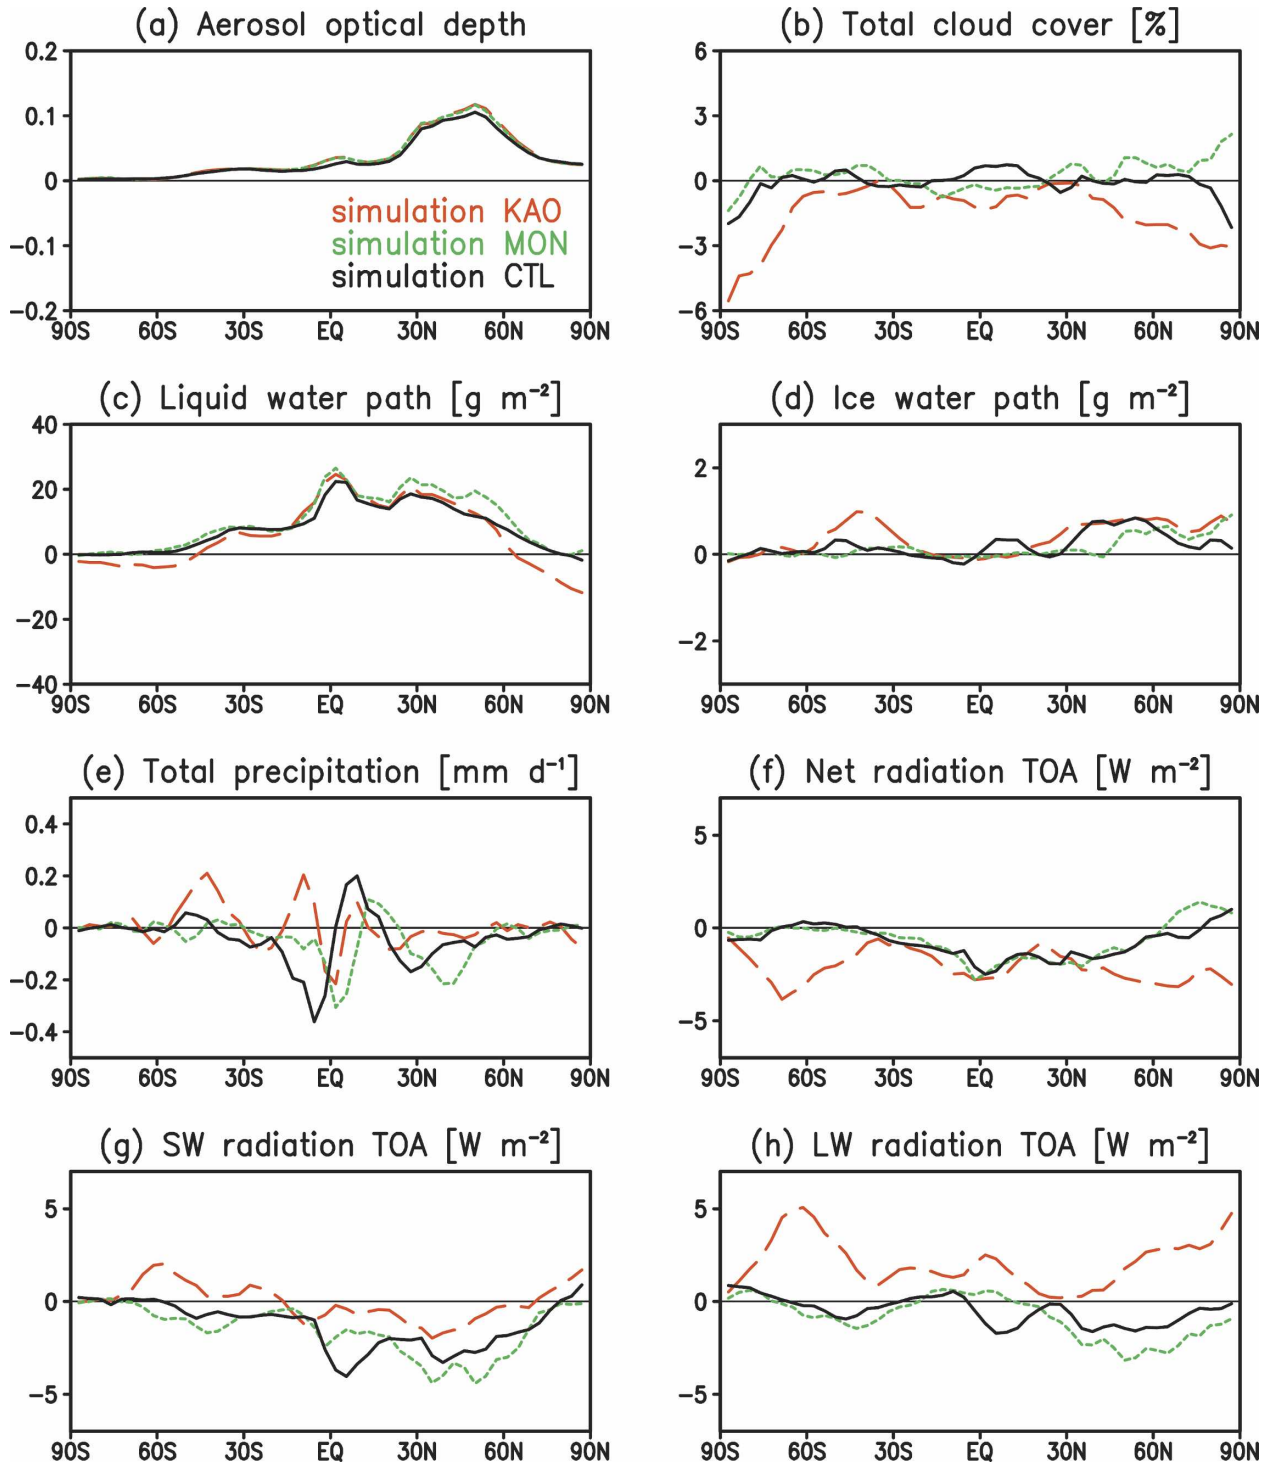 (a) Aerosol optical depth
0.2
0.1
0
−0.1
−0.2
simulation KAO
simulation MON
simulation CTL
90S 60S 30S EQ 30N 60N 90N
(b) Total cloud cover [%]
6
3
0
−3
−6
90S 60S 30S EQ 30N 60N 90N
(c) Liquid water path [g m⁻²]
40
20
0
−20
−40
90S 60S 30S EQ 30N 60N 90N
(d) Ice water path [g m⁻²]
2
0
−2
90S 60S 30S EQ 30N 60N 90N
(e) Total precipitation [mm d⁻¹]
0.4
0.2
0
−0.2
−0.4
90S 60S 30S EQ 30N 60N 90N
(f) Net radiation TOA [W m⁻²]
5
0
−5
90S 60S 30S EQ 30N 60N 90N
(g) SW radiation TOA [W m⁻²]
5
0
−5
90S 60S 30S EQ 30N 60N 90N
(h) LW radiation TOA [W m⁻²]
5
0
−5
90S 60S 30S EQ 30N 60N 90N